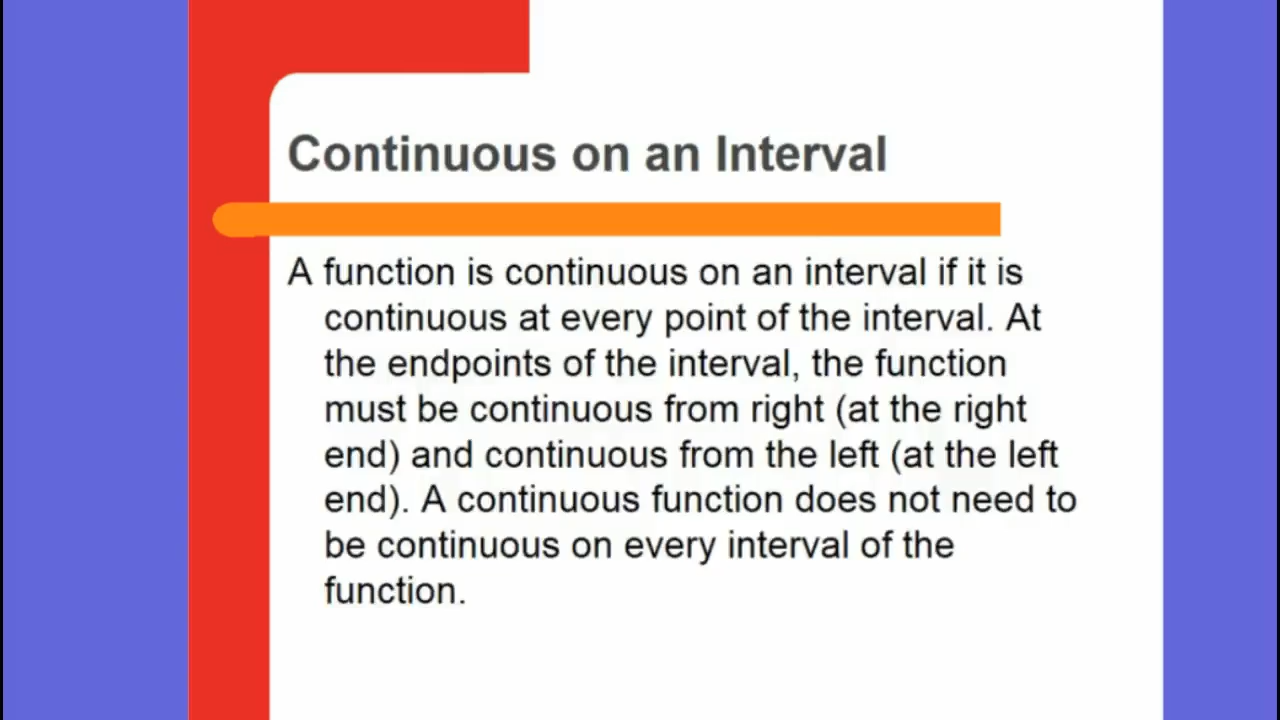 Continuous on an Interval
A function is continuous on an interval if it is
continuous at every point of the interval. At
the endpoints of the interval, the function
must be continuous from right (at the right
end) and continuous from the left (at the left
end). A continuous function does not need to
be continuous on every interval of the
function.